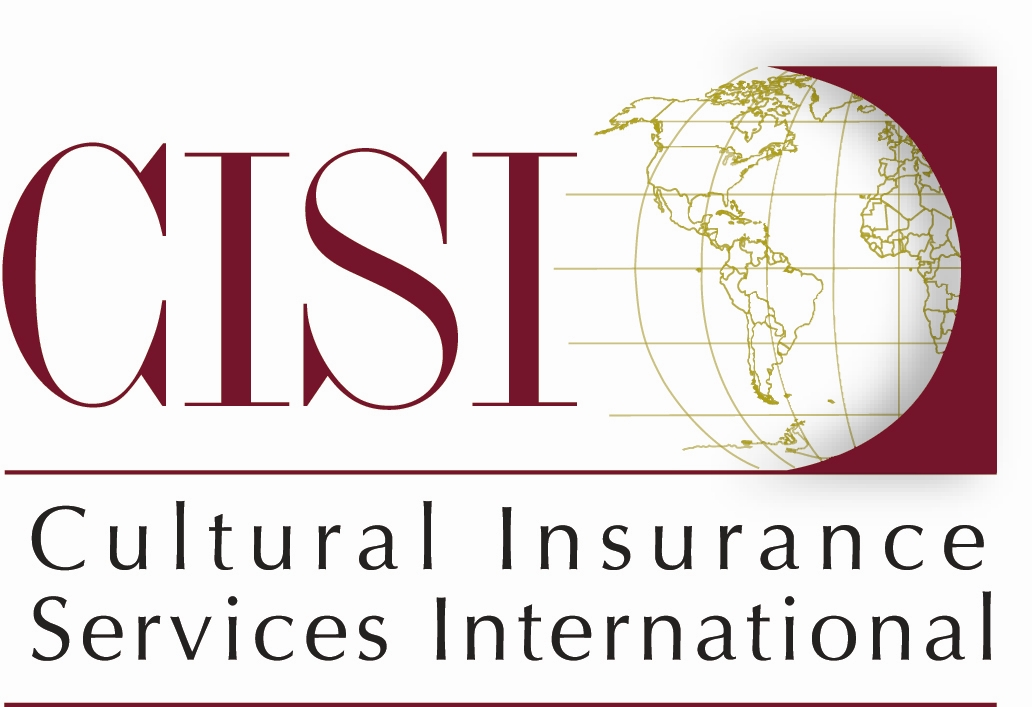 CISI
Cultural Insurance
Services International